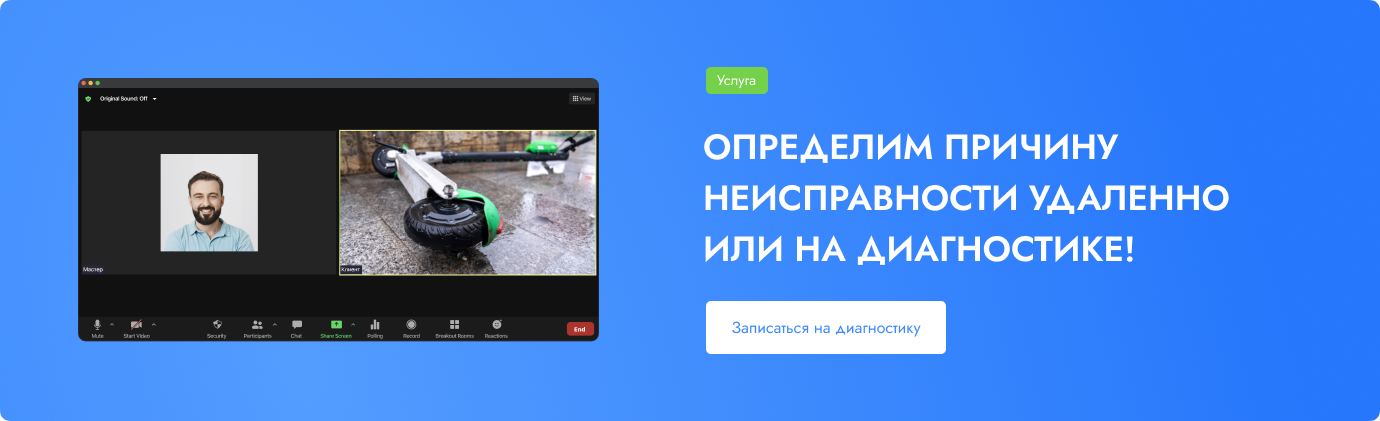 Original Sound: Off
View
Мастер
Клиент
Mute
Start Video
Security
Participants
Chat
Share Screen
Polling
Record
Breakout Rooms
Reactions
End
Услуга
ОПРЕДЕЛИМ ПРИЧИНУ
НЕИСПРАВНОСТИ УДАЛЕННО
ИЛИ НА ДИАГНОСТИКЕ!
Записаться на диагностику